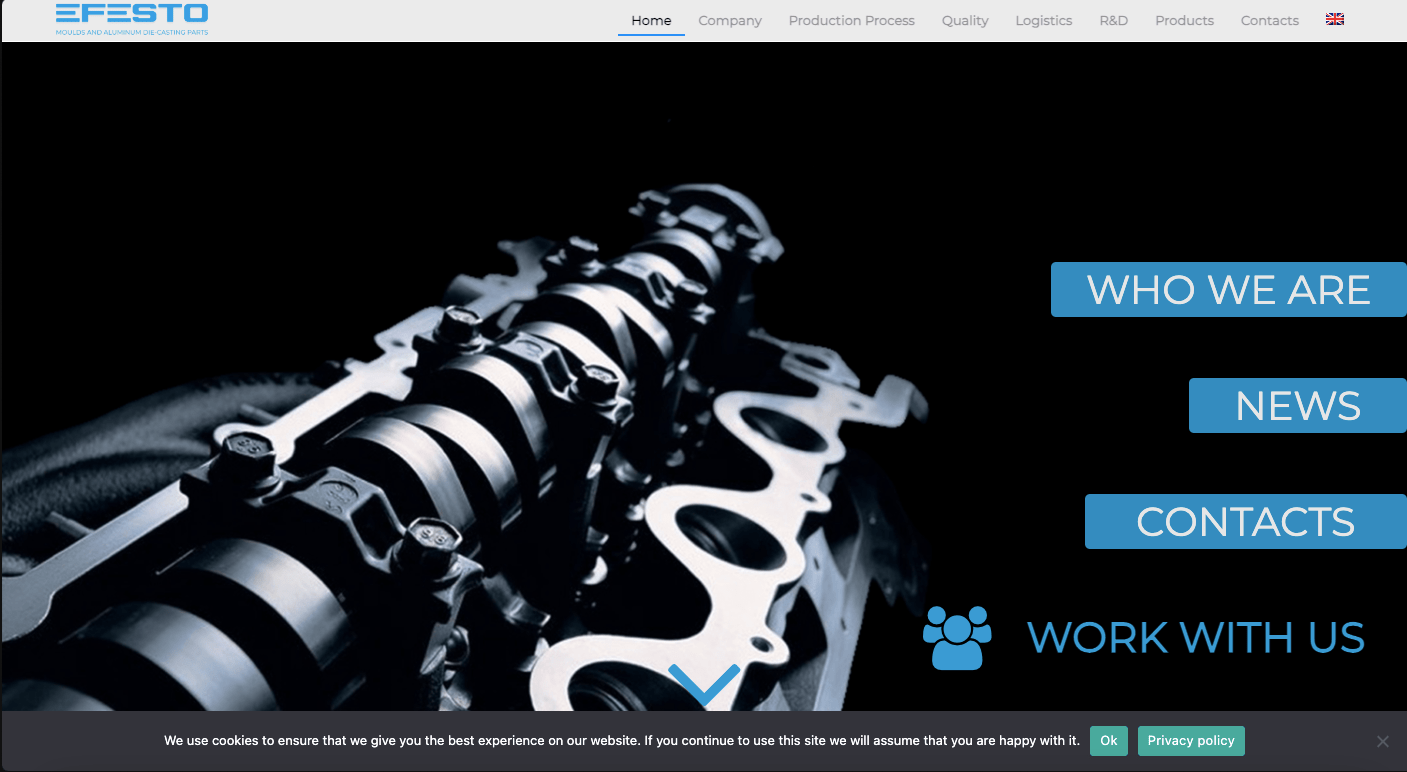 EFESTO
MOULDS AND ALUMINUM DIE-CASTING PARTS
Home Company Production Process Quality Logistics R&D Products Contacts
WHO WE ARE
NEWS
CONTACTS
WORK WITH US
We use cookies to ensure that we give you the best experience on our website. If you continue to use this site we will assume that you are happy with it. Ok Privacy policy